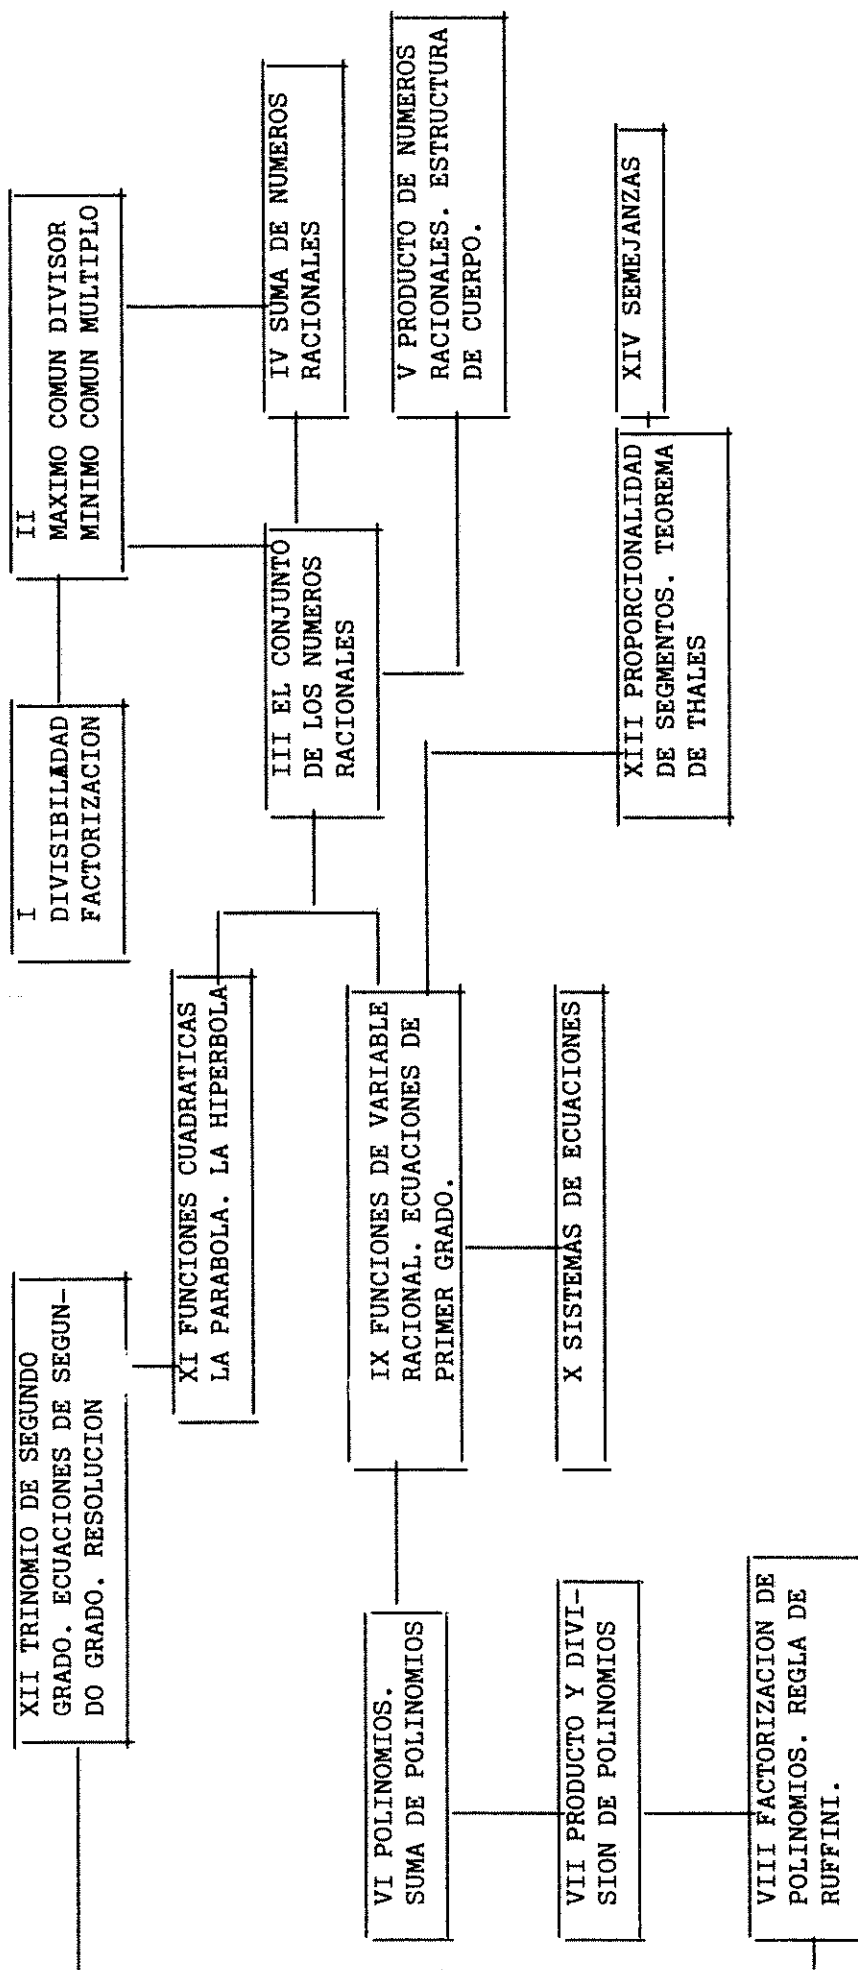 I
DIVISIBILADAD
FACTORIZACION
II
MAXIMO COMUN DIVISOR
MINIMO COMUN MULTIPLO
III EL CONJUNTO
DE LOS NUMEROS
RACIONALES
IV SUMA DE NUMEROS
RACIONALES
V PRODUCTO DE NUMEROS
RACIONALES. ESTRUCTURA
DE CUERPO.
VI POLINOMIOS.
SUMA DE POLINOMIOS
VII PRODUCTO Y DIVI-
SION DE POLINOMIOS
VIII FACTORIZACION DE
POLINOMIOS. REGLA DE
RUFFINI.
IX FUNCIONES DE VARIABLE
RACIONAL. ECUACIONES DE
PRIMER GRADO.
X SISTEMAS DE ECUACIONES
XI FUNCIONES CUADRATICAS
LA PARABOLA. LA HIPERBOLA
XII TRINOMIO DE SEGUNDO
GRADO. ECUACIONES DE SEGUN-
DO GRADO. RESOLUCION
XIII PROPORCIONALIDAD
DE SEGMENTOS. TEOREMA
DE THALES
XIV SEMEJANZAS